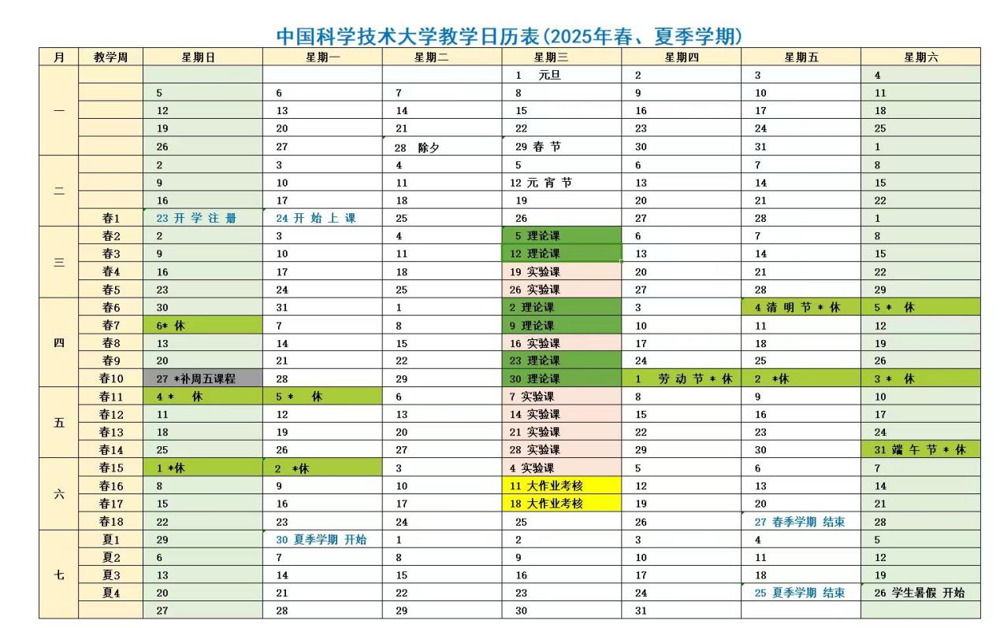 中国科学技术大学教学日历表(2025年春、夏季学期)
月 教学周 星期日 星期一 星期二 星期三 星期四 星期五 星期六
一 1 元旦 2 3 4
5 6 7 8 9 10 11
12 13 14 15 16 17 18
19 20 21 22 23 24 25
26 27 28 除夕 29 春 节 30 31 1
二 2 3 4 5 6 7 8
9 10 11 12 元 宵 节 13 14 15
16 17 18 19 20 21 22
春1 23 开 学 注 册 24 开 始 上 课 25 26 27 28 1
三 春2 2 3 4 5 理论课 6 7 8
春3 9 10 11 12 理论课 13 14 15
春4 16 17 18 19 实验课 20 21 22
春5 23 24 25 26 实验课 27 28 29
四 春6 30 31 1 2 理论课 3 4 清 明 节 * 休 5 * 休
春7 6* 休 7 8 9 理论课 10 11 12
春8 13 14 15 16 实验课 17 18 19
春9 20 21 22 23 理论课 24 25 26
春10 27 *补周五课程 28 29 30 理论课 1 劳 动 节 * 休 2 *休 3 * 休
五 春11 4 * 休 5 * 休 6 7 实验课 8 9 10
春12 11 12 13 14 实验课 15 16 17
春13 18 19 20 21 实验课 22 23 24
春14 25 26 27 28 实验课 29 30 31 端 午 节 * 休
六 春15 1 *休 2 *休 3 4 实验课 5 6 7
春16 8 9 10 11 大作业考核 12 13 14
春17 15 16 17 18 大作业考核 19 20 21
春18 22 23 24 25 26 27 春季学期 结束 28
七 夏1 29 30 夏季学期 开始 1 2 3 4 5
夏2 6 7 8 9 10 11 12
夏3 13 14 15 16 17 18 19
夏4 20 21 22 23 24 25 夏季学期 结束 26 学生暑假 开始
27 28 29 30 31